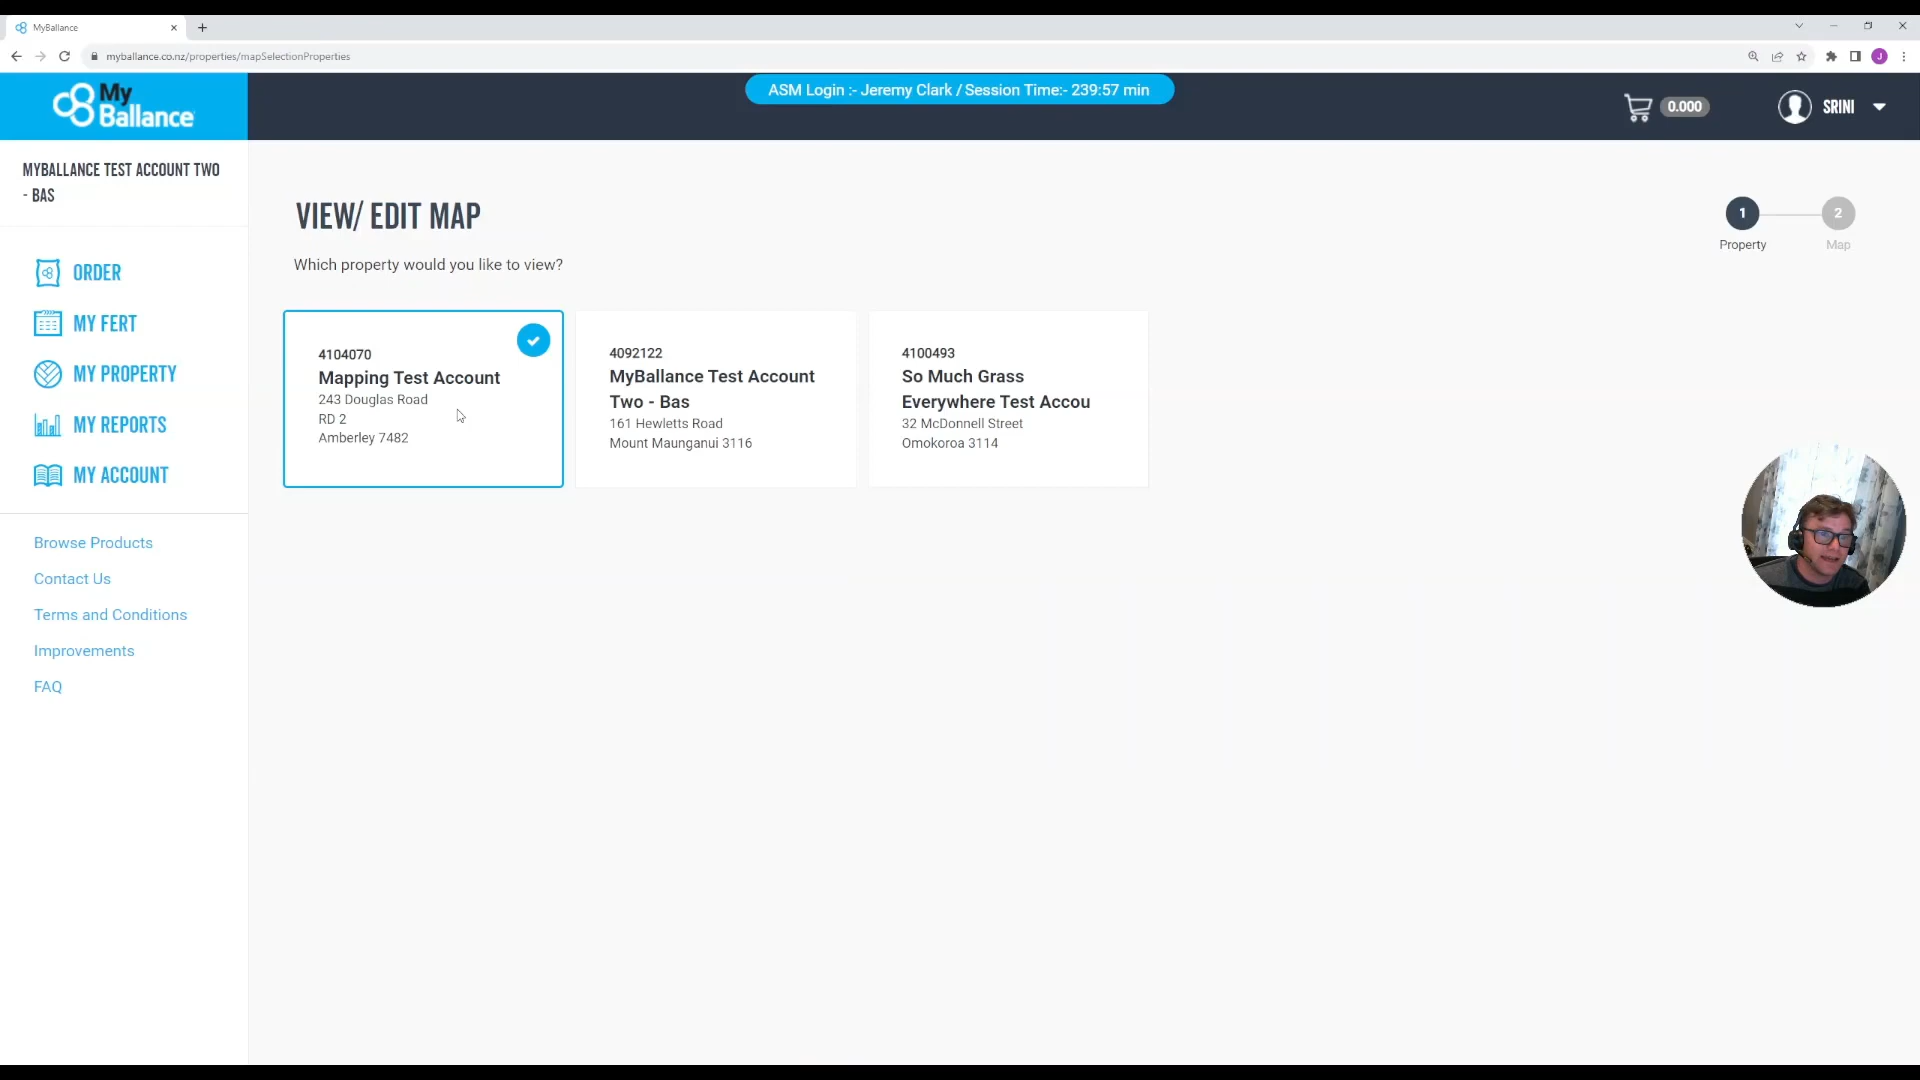 MyBallance
myballance.co.nz/properties/mapSelectionProperties
J
My
Ballance
ASM Login :- Jeremy Clark / Session Time:- 239:57 min
0.000
SRINI
MYBALLANCE TEST ACCOUNT TWO
- BAS
ORDER
MY FERT
MY PROPERTY
MY REPORTS
MY ACCOUNT
Browse Products
Contact Us
Terms and Conditions
Improvements
FAQ
VIEW/ EDIT MAP
Which property would you like to view?
1
Property
2
Map
4104070
Mapping Test Account
243 Douglas Road
RD 2
Amberley 7482
4092122
MyBallance Test Account
Two - Bas
161 Hewletts Road
Mount Maunganui 3116
4100493
So Much Grass
Everywhere Test Accou
32 McDonnell Street
Omokoroa 3114